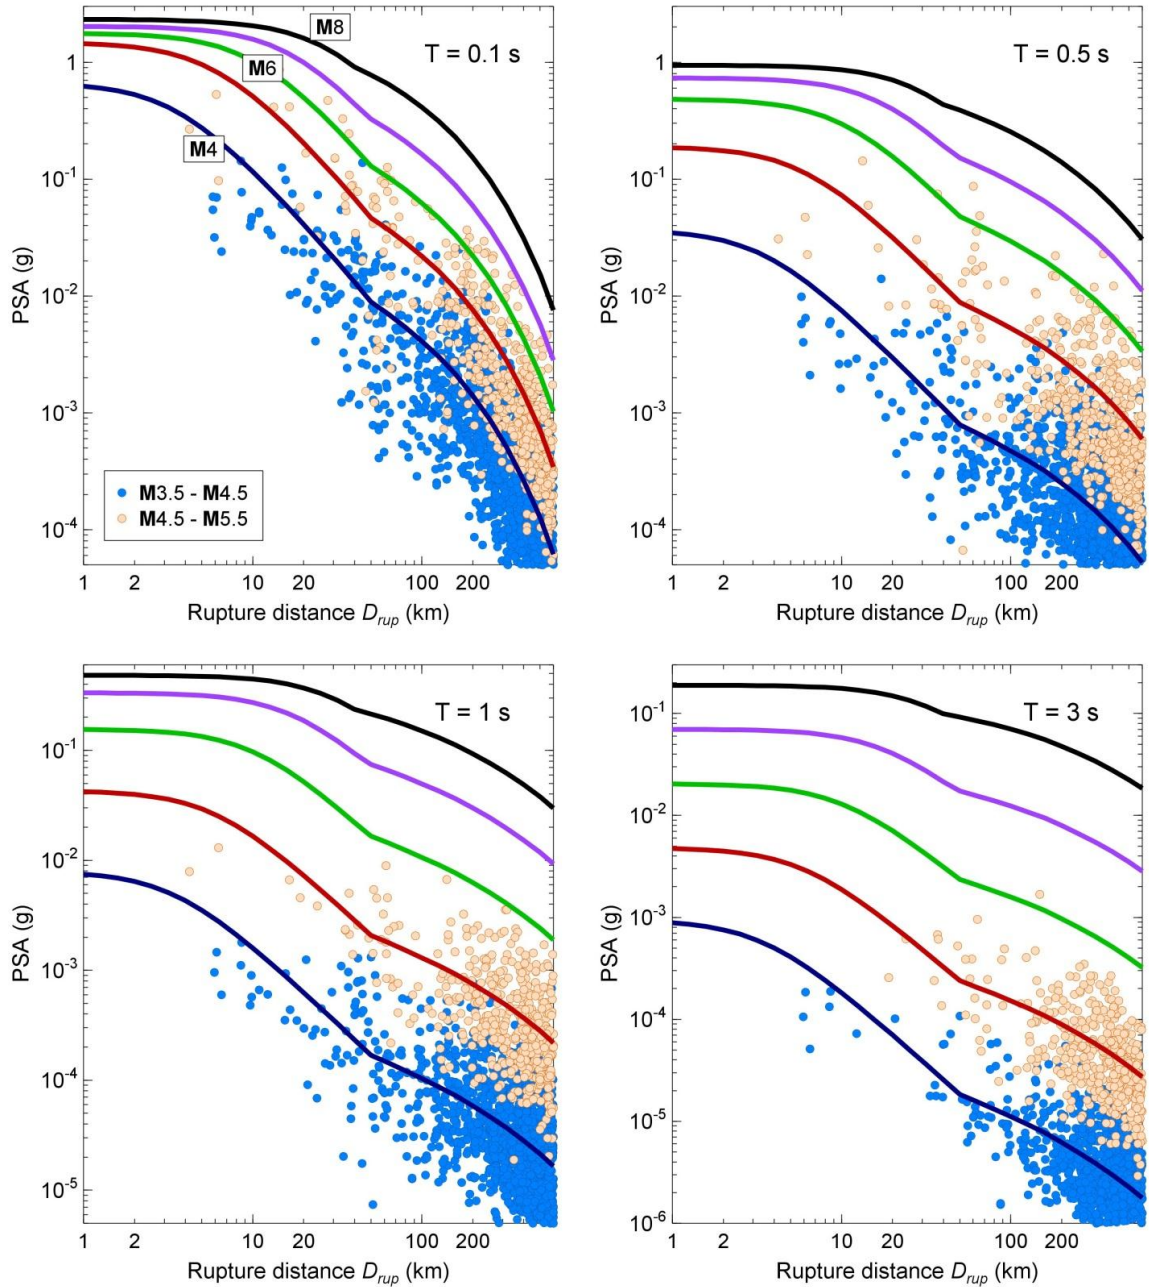 M8
T = 0.1 s
M6
M4
1
10-1
10-2
10-3
10-4
PSA (g)
M3.5 - M4.5
M4.5 - M5.5
1 2 10 20 100 200
Rupture distance Drup (km)
T = 0.5 s
1
10-1
10-2
10-3
10-4
PSA (g)
1 2 10 20 100 200
Rupture distance Drup (km)
T = 1 s
10-1
10-2
10-3
10-4
10-5
PSA (g)
1 2 10 20 100 200
Rupture distance Drup (km)
T = 3 s
10-1
10-2
10-3
10-4
10-5
10-6
PSA (g)
1 2 10 20 100 200
Rupture distance Drup (km)